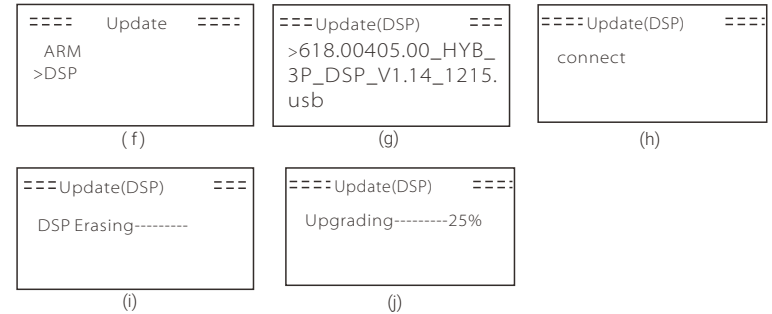 ==== Update ====
ARM
>DSP
( f )
===Update(DSP) ===
>618.00405.00_HYB_
3P_DSP_V1.14_1215.
usb
(g)
====Update(DSP) ====
connect
(h)
===Update(DSP) ===
DSP Erasing---------
(i)
====Update(DSP) ====
Upgrading---------25%
(j)